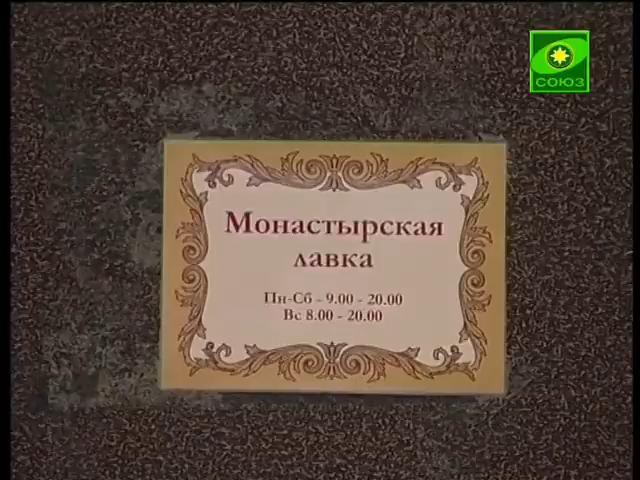 СОЮЗ
Монастырская
лавка
Пн-Сб - 9.00 - 20.00
Вс 8.00 - 20.00